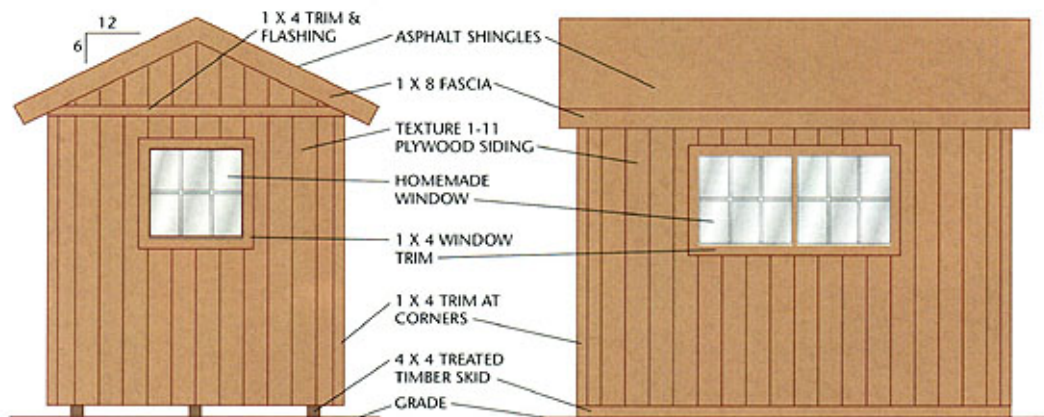 12
6
1 X 4 TRIM &
FLASHING
ASPHALT SHINGLES
1 X 8 FASCIA
TEXTURE 1-11
PLYWOOD SIDING
HOMEMADE
WINDOW
1 X 4 WINDOW
TRIM
1 X 4 TRIM AT
CORNERS
4 X 4 TREATED
TIMBER SKID
GRADE